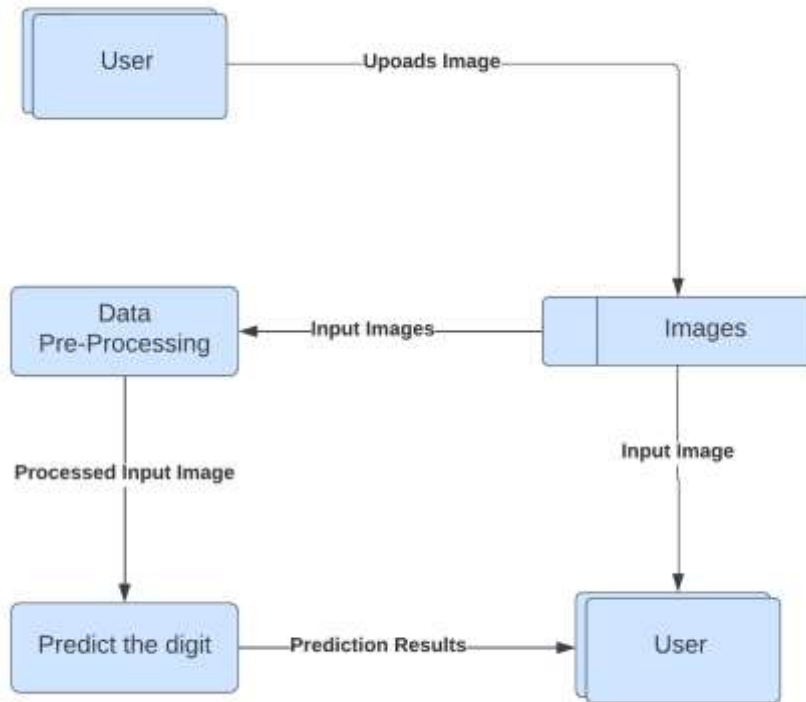 User
Upoads Image
Data
Pre-Processing
Input Images
Images
Processed Input Image
Input Image
Predict the digit
Prediction Results
User